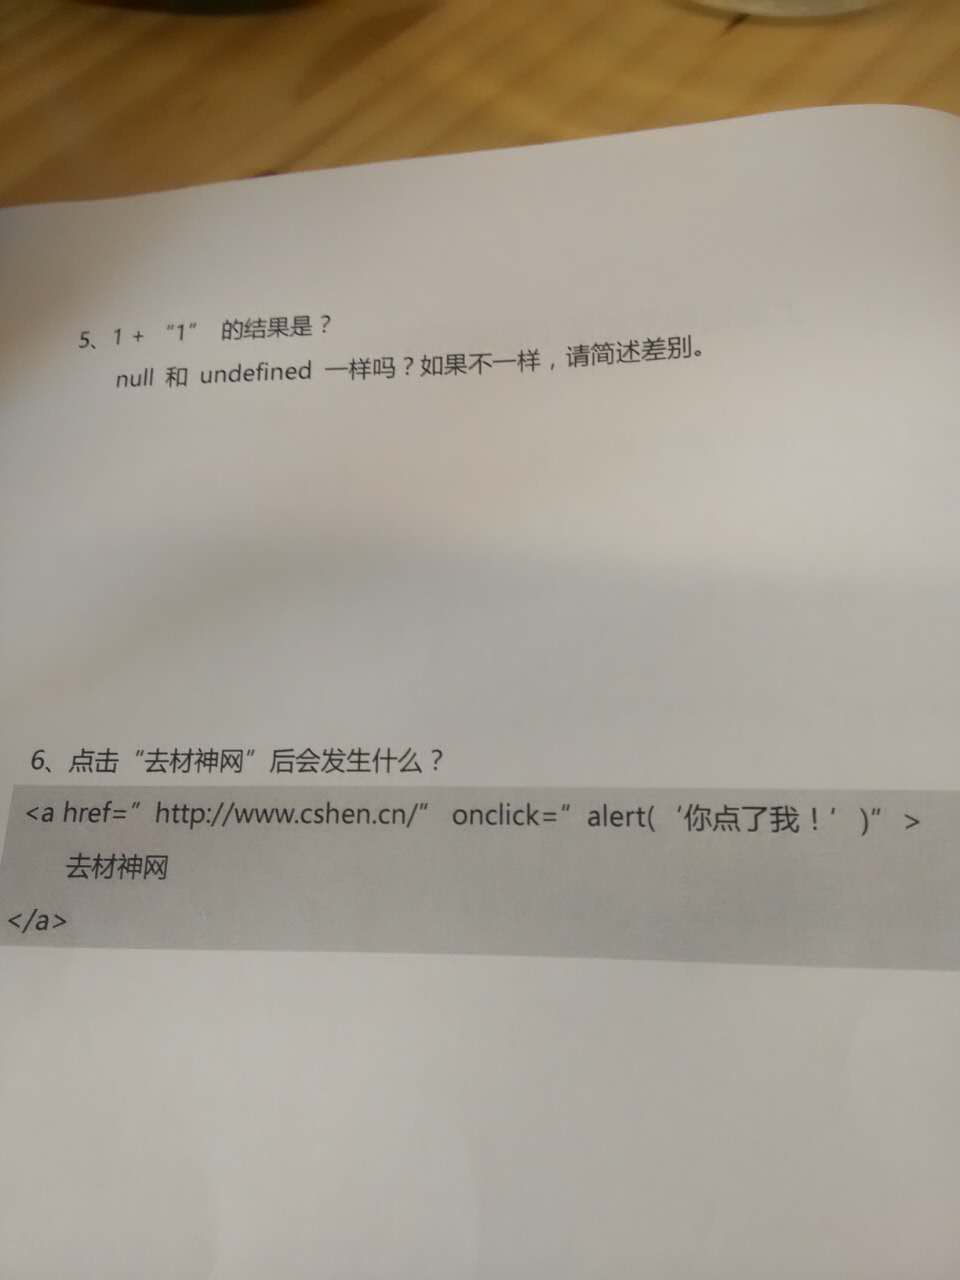 5、1 + “1” 的结果是？
null 和 undefined 一样吗？如果不一样，请简述差别。
6、点击“去材神网”后会发生什么？
<a href=”http://www.cshen.cn/” onclick=”alert(‘你点了我！’)”>
去材神网
</a>